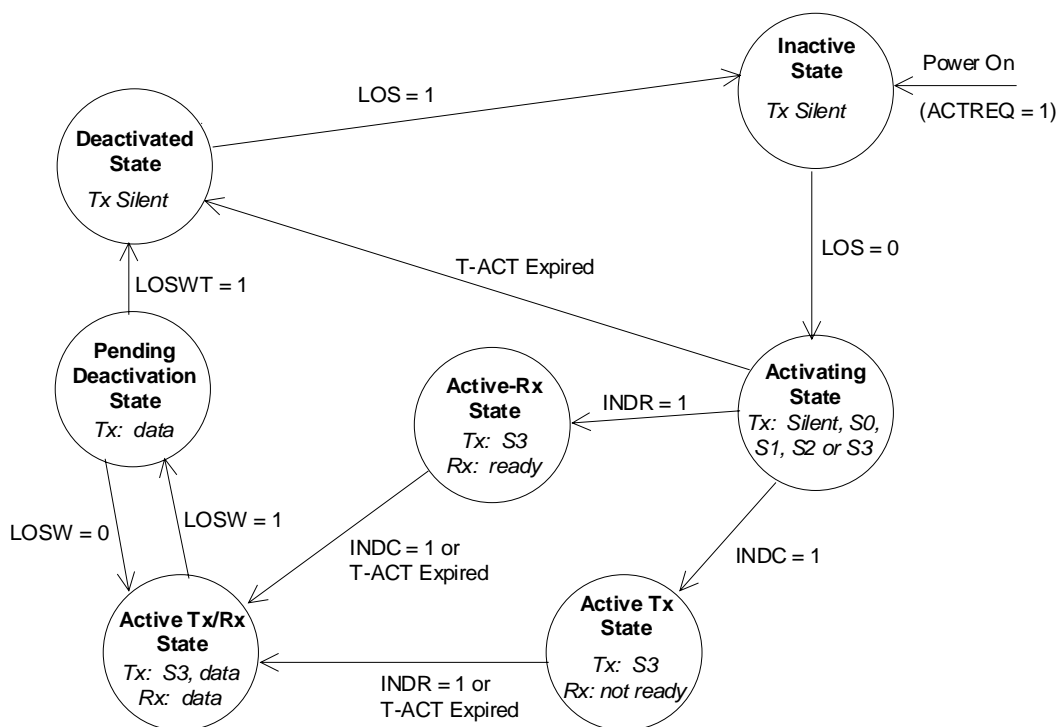 Inactive
State
Tx Silent
Power On
(ACTREQ = 1)
LOS = 1
Deactivated
State
Tx Silent
LOS = 0
T-ACT Expired
LOSWT = 1
Pending
Deactivation
State
Tx: data
Active-Rx
State
Tx: S3
Rx: ready
INDR = 1
Activating
State
Tx: Silent, S0,
S1, S2 or S3
LOSW = 0
LOSW = 1
INDC = 1 or
T-ACT Expired
INDC = 1
Active Tx/Rx
State
Tx: S3, data
Rx: data
Active Tx
State
Tx: S3
Rx: not ready
INDR = 1 or
T-ACT Expired